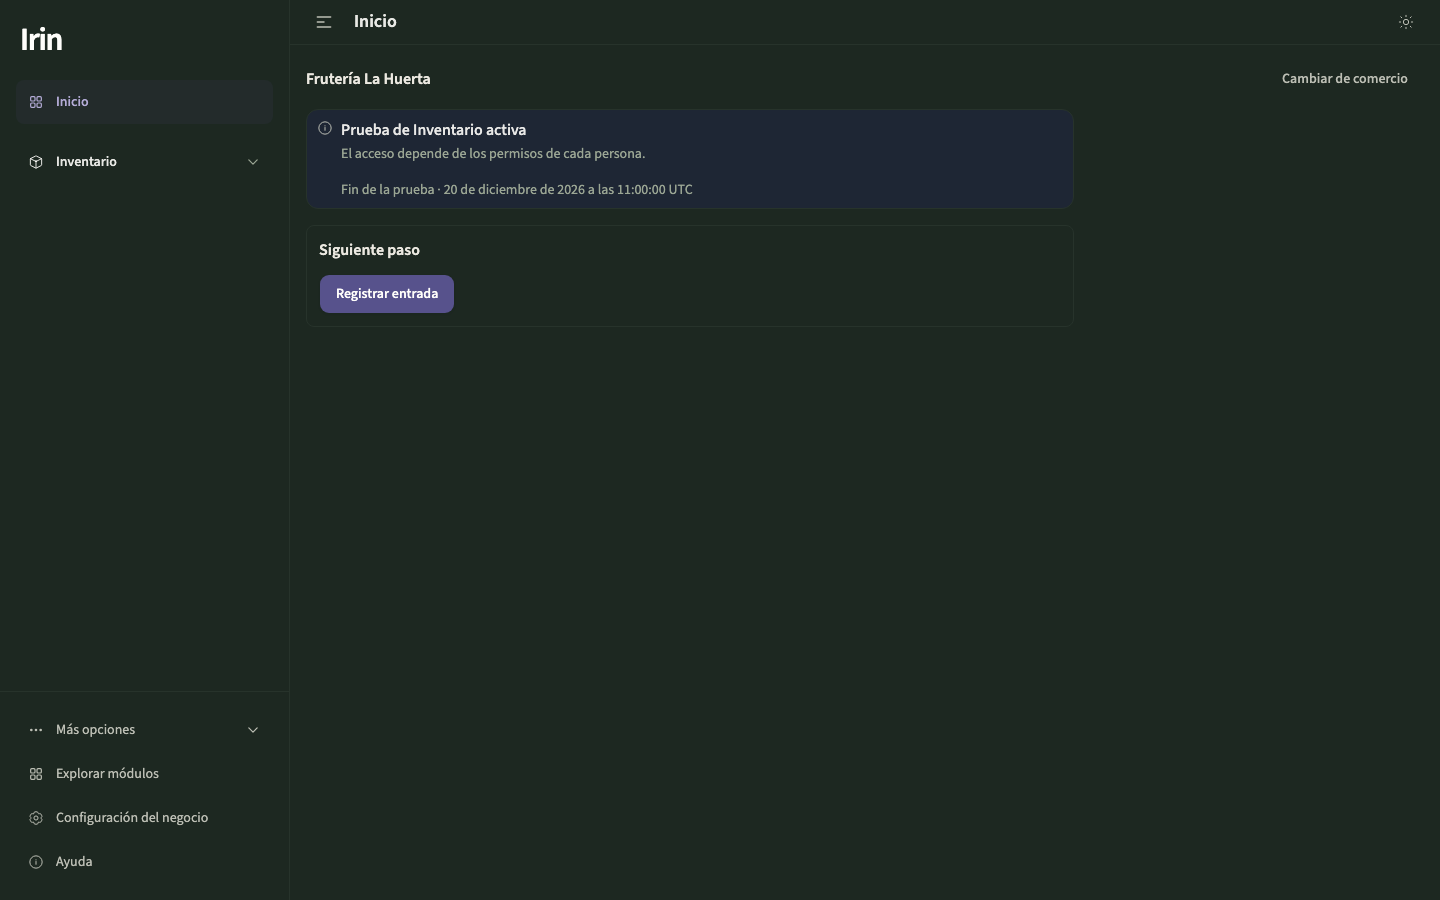 Irin
Inicio
Inventario
Más opciones
Explorar módulos
Configuración del negocio
Ayuda
Inicio
Frutería La Huerta
Cambiar de comercio
Prueba de Inventario activa
El acceso depende de los permisos de cada persona.
Fin de la prueba · 20 de diciembre de 2026 a las 11:00:00 UTC
Siguiente paso
Registrar entrada